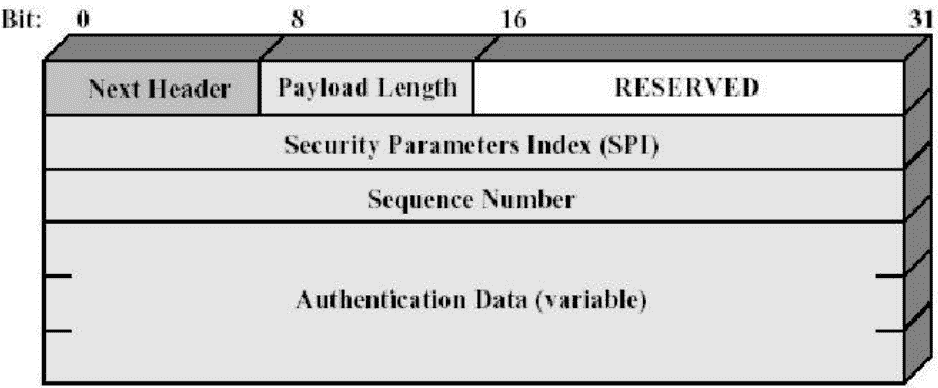 Bit: 0 8 16 31
Next Header Payload Length RESERVED
Security Parameters Index (SPI)
Sequence Number
Authentication Data (variable)